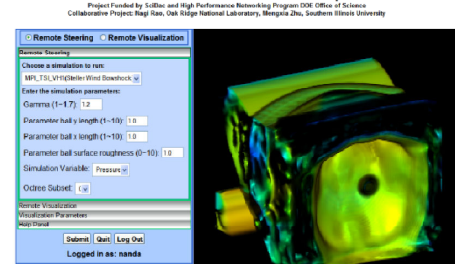 Project Funded by SciDac and High Performance Networking Program DOE Office of Science
Collaborative Project: Nagi Rao, Oak Ridge National Laboratory, Mengxia Zhu, Southern Illinois University
Remote Steering Remote Visualization
Remote Steering
Choose a simulation to run:
MPI_TSI_VH1(Steller Wind Bowshock
Enter the simulation parameters:
Gamma (1~1.7): 1.2
Parameter ball y length (1~10): 1.0
Parameter ball x length (1~10): 1.0
Parameter ball surface roughness (0~10): 1.0
Simulation Variable: Pressure
Octree Subset:
Remote Visualization
Visualization Parameters
Help Panel
Submit Quit Log Out
Logged in as: nanda